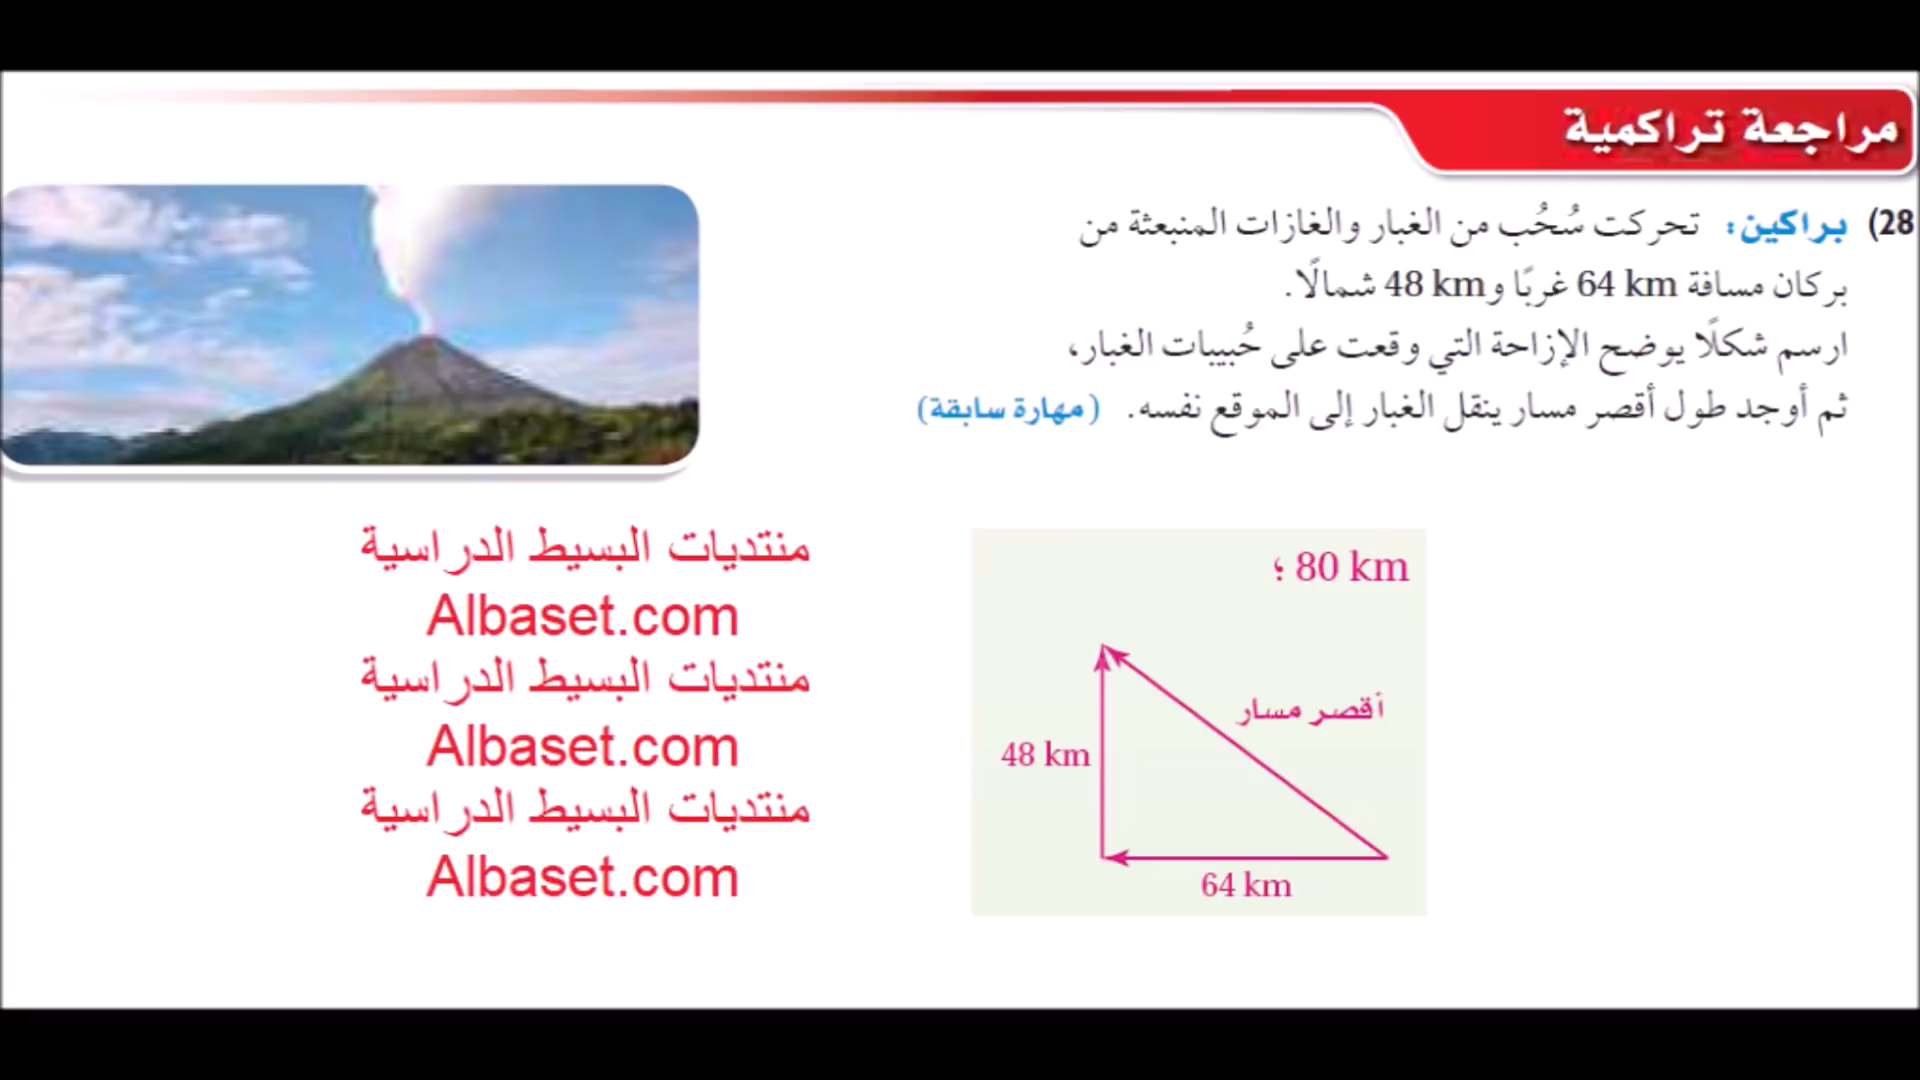 مراجعة تراكمية
28) براكين: تحركت سُحُب من الغبار والغازات المنبعثة من
بركان مسافة 64 km غربًا و 48 km شمالًا.
ارسم شكلًا يوضح الإزاحة التي وقعت على حُبيبات الغبار،
ثم أوجد طول أقصر مسار ينقل الغبار إلى الموقع نفسه. (مهارة سابقة)
80 km ؛
أقصر مسار
48 km
64 km
منتديات البسيط الدراسية
Albaset.com
منتديات البسيط الدراسية
Albaset.com
منتديات البسيط الدراسية
Albaset.com